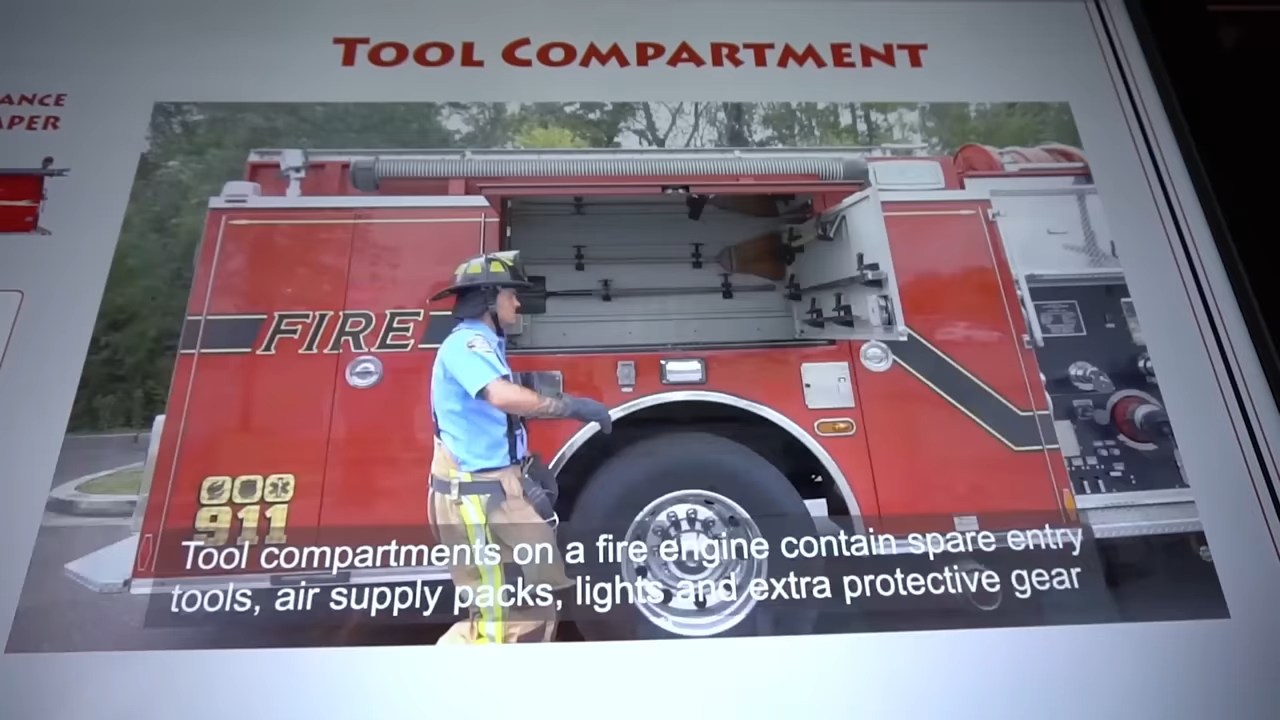 TOOL COMPARTMENT
ANCE
APER
FIRE
911
Tool compartments on a fire engine contain spare entry
tools, air supply packs, lights and extra protective gear